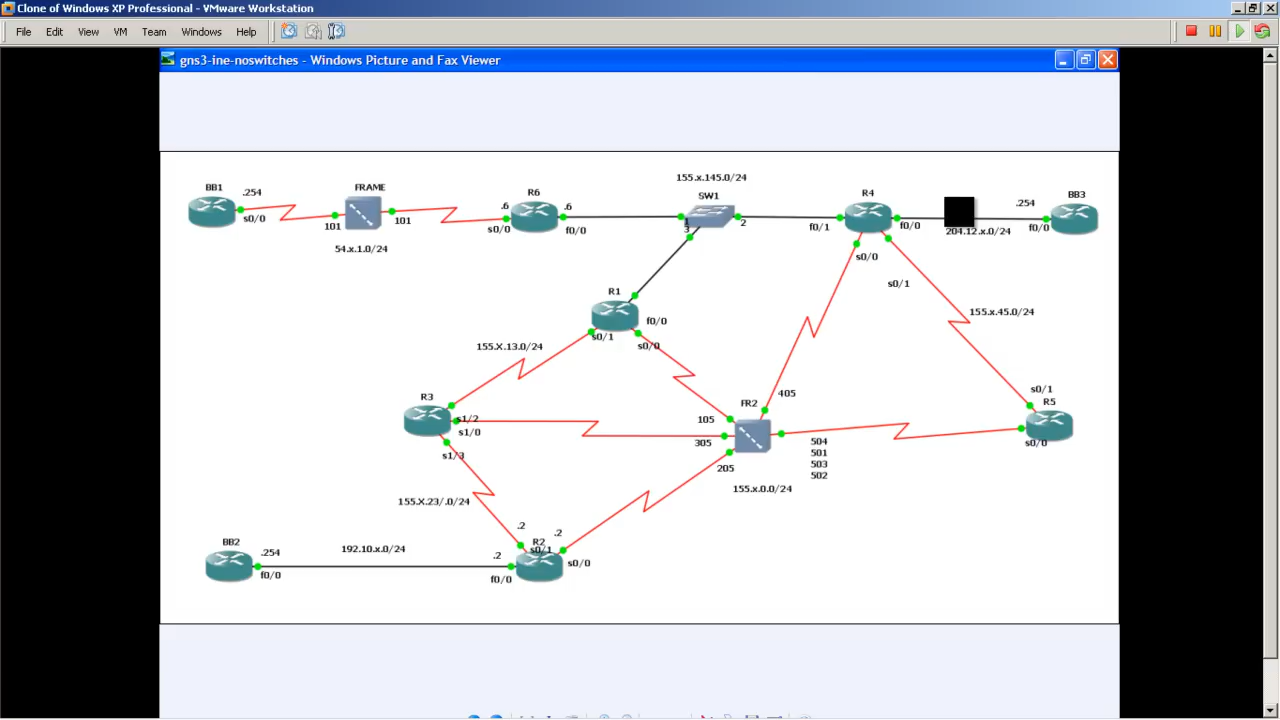 Clone of Windows XP Professional - VMware Workstation
File Edit View VM Team Windows Help
gns3-ine-noswitches - Windows Picture and Fax Viewer
155.x.145.0/24
BB1 .254 FRAME R6 SW1 R4 BB3
s0/0 101 101 .6 .6 1 2 3 .254
s0/0 f0/0 f0/1 f0/0 f0/0
54.x.1.0/24
204.12.x.0/24
s0/0
s0/1
R1
f0/0
155.x.45.0/24
155.X.13.0/24
s0/1 s0/0
s0/1
R3 FR2 405 R5
s1/2 105
s1/0 305 504 s0/0
s1/3 501
503
205 502
155.x.0.0/24
155.X.23/.0/24
.2 .2
BB2 192.10.x.0/24 R2
.254 s0/1
.2 s0/0
f0/0 f0/0